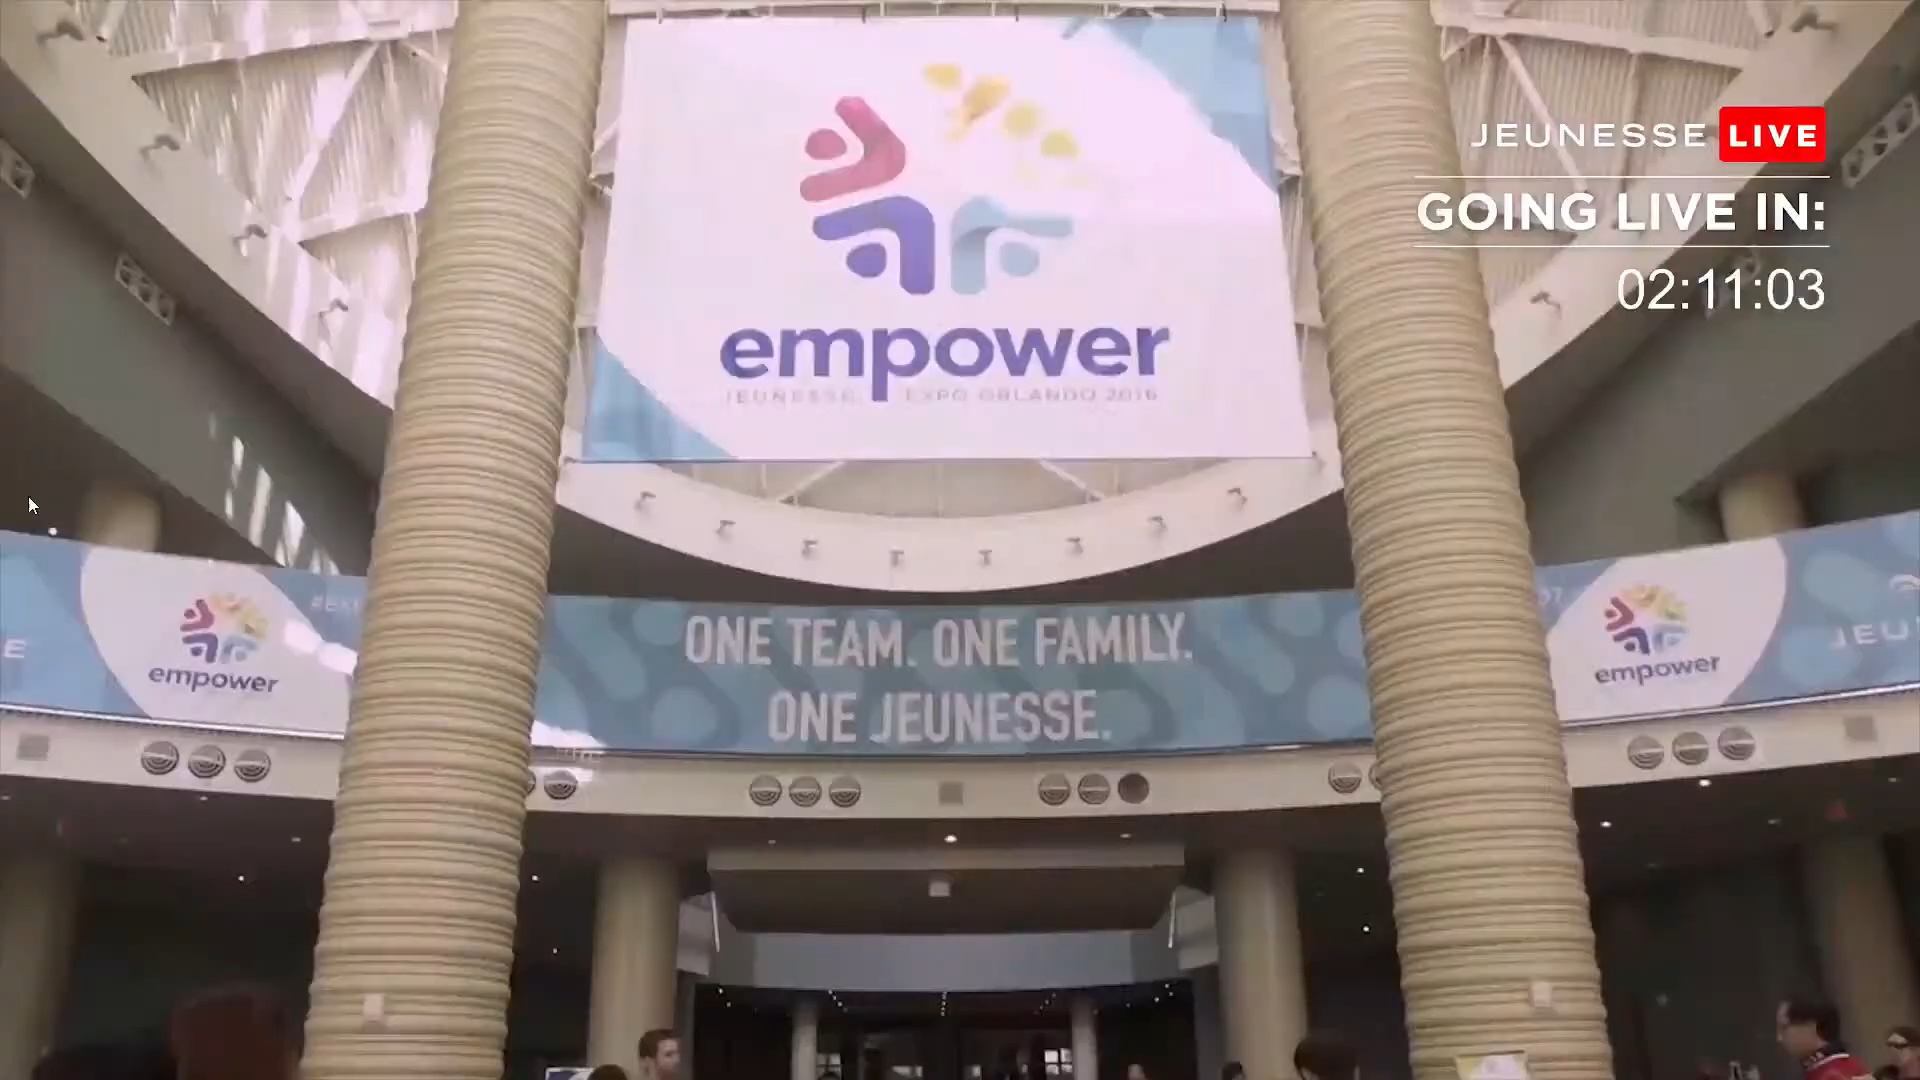 JEUNESSE LIVE
GOING LIVE IN:
02:11:03
empower
JEUNESSE EXPO ORLANDO 2016
ONE TEAM. ONE FAMILY.
ONE JEUNESSE.
E
empower
empower
JEU